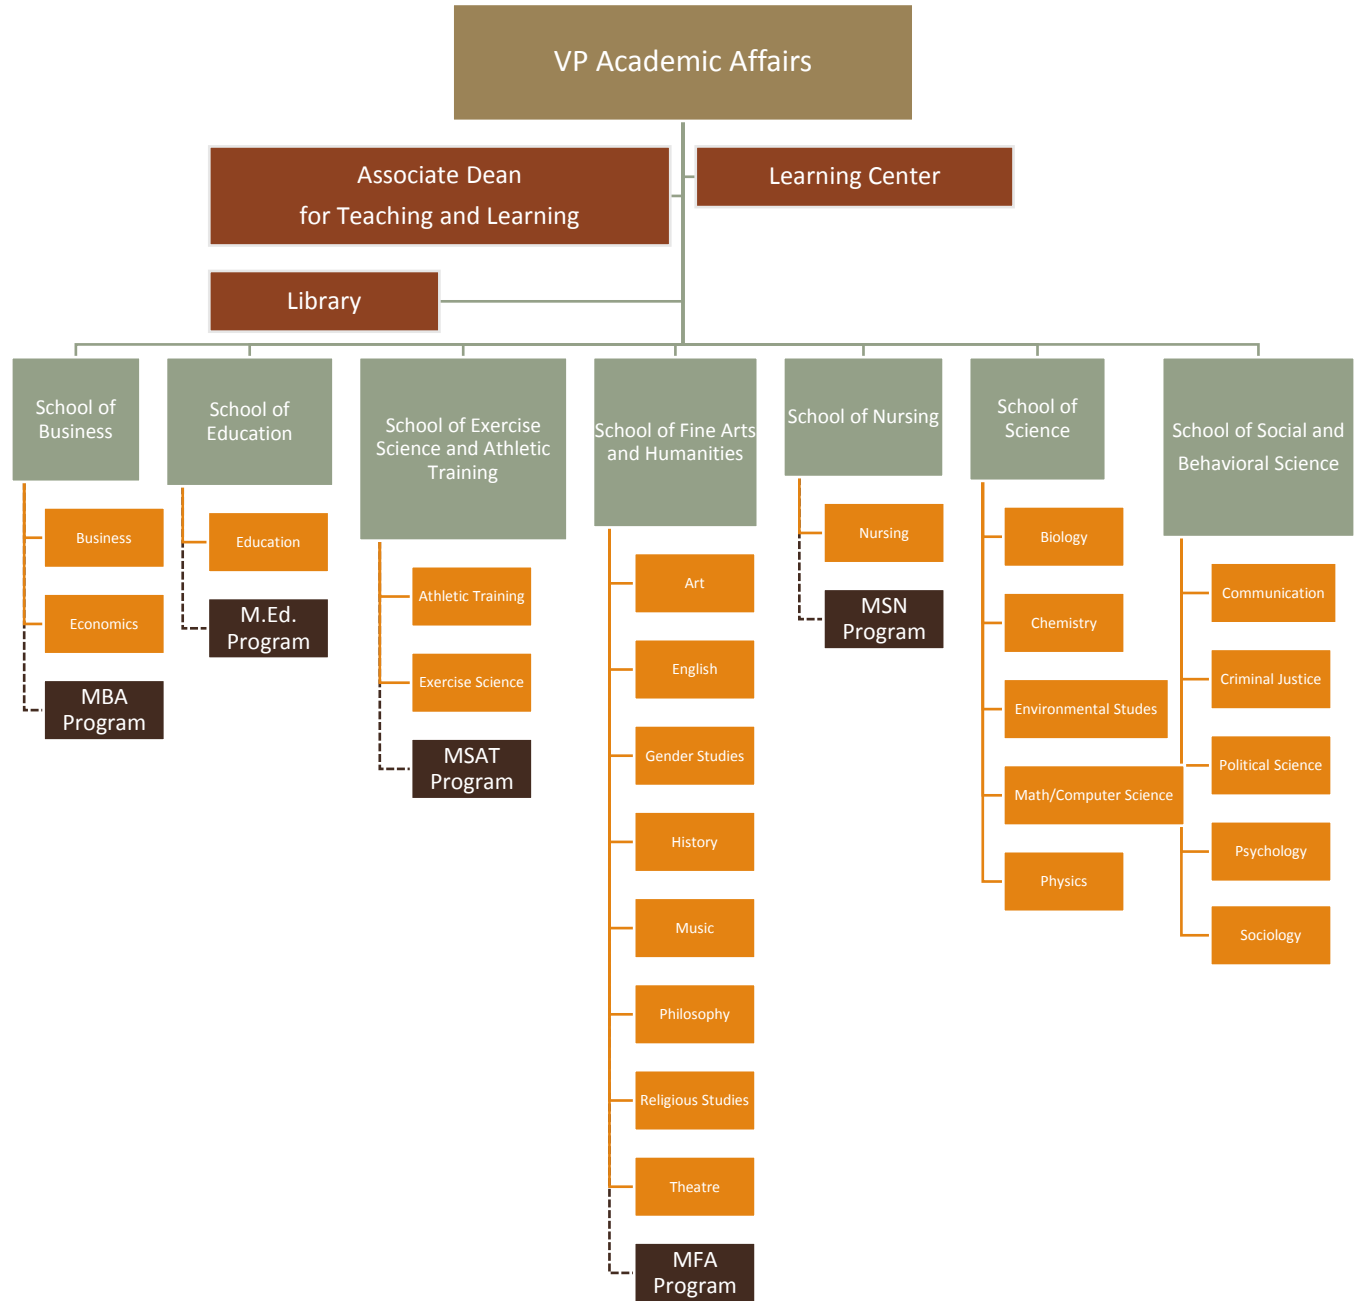 VP Academic Affairs
Associate Dean
for Teaching and Learning
Learning Center
Library
School of
Business
Business
Economics
MBA
Program
School of
Education
Education
M.Ed.
Program
School of Exercise
Science and Athletic
Training
Athletic Training
Exercise Science
MSAT
Program
School of Fine Arts
and Humanities
Art
English
Gender Studies
History
Music
Philosophy
Religious Studies
Theatre
MFA
Program
School of Nursing
Nursing
MSN
Program
School of
Science
Biology
Chemistry
Environmental Studes
Math/Computer Science
Physics
School of Social and
Behavioral Science
Communication
Criminal Justice
Political Science
Psychology
Sociology